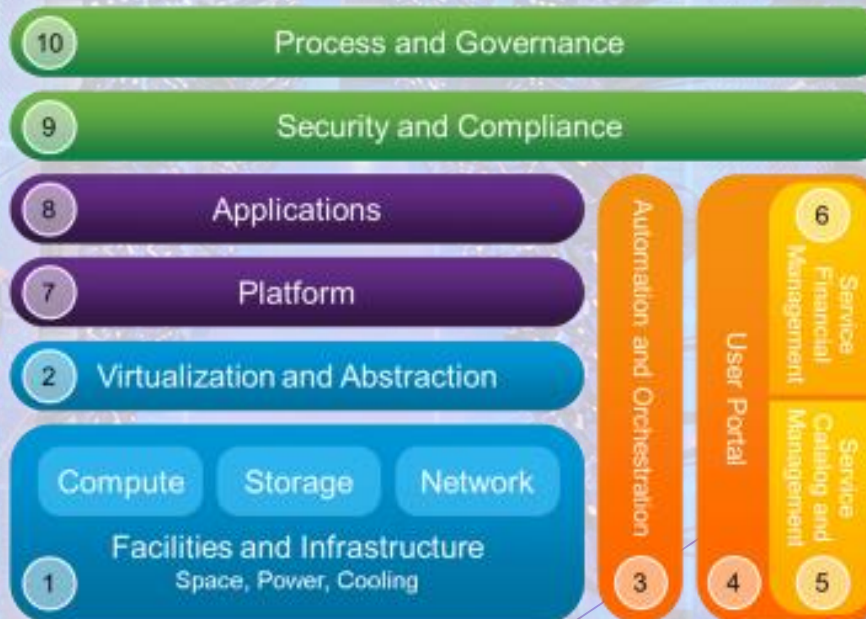 10 Process and Governance
9 Security and Compliance
8 Applications
7 Platform
2 Virtualization and Abstraction
Compute Storage Network
Facilities and Infrastructure
1 Space, Power, Cooling
Automation and Orchestration
3
User Portal
4
6
Service
Financial
Management
Service
Catalog and
Management
5